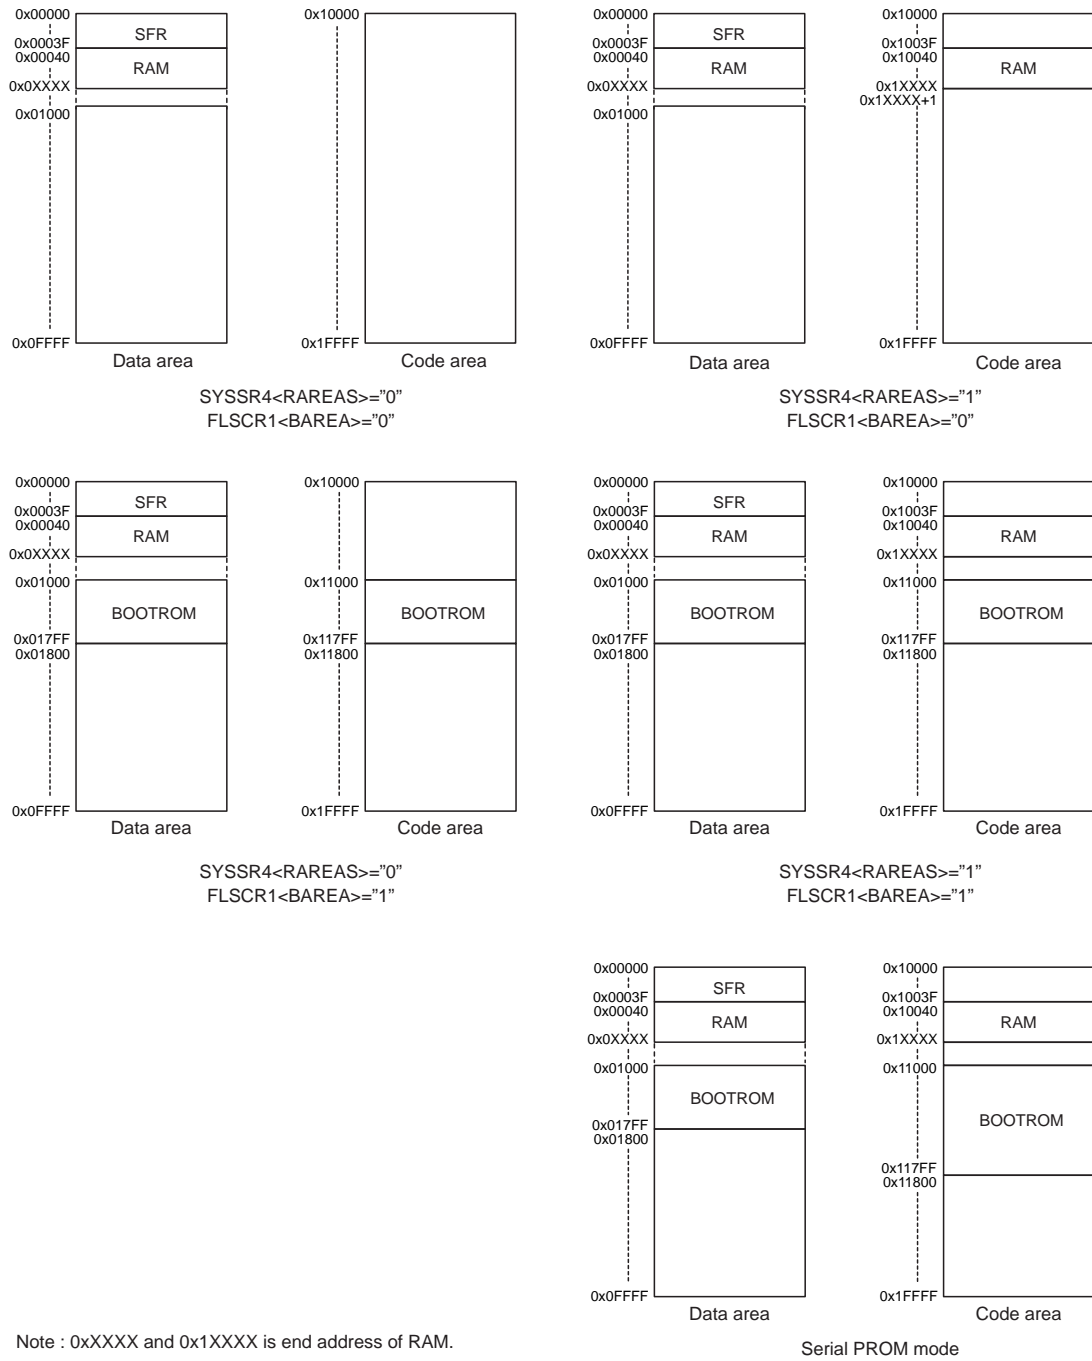 0x00000
SFR
0x0003F
0x00040
RAM
0x0XXXX
0x01000
0x0FFFF
Data area
0x10000
0x1FFFF
Code area
SYSSR4<RAREAS>=”0”
FLSCR1<BAREA>=”0”
0x00000
SFR
0x0003F
0x00040
RAM
0x0XXXX
0x01000
0x0FFFF
Data area
0x10000
0x1003F
0x10040
RAM
0x1XXXX
0x1XXXX+1
0x1FFFF
Code area
SYSSR4<RAREAS>=”1”
FLSCR1<BAREA>=”0”
0x00000
SFR
0x0003F
0x00040
RAM
0x0XXXX
0x01000
BOOTROM
0x017FF
0x01800
0x0FFFF
Data area
0x10000
0x11000
BOOTROM
0x117FF
0x11800
0x1FFFF
Code area
SYSSR4<RAREAS>=”0”
FLSCR1<BAREA>=”1”
0x00000
SFR
0x0003F
0x00040
RAM
0x0XXXX
0x01000
BOOTROM
0x017FF
0x01800
0x0FFFF
Data area
0x10000
0x1003F
0x10040
RAM
0x1XXXX
0x11000
BOOTROM
0x117FF
0x11800
0x1FFFF
Code area
SYSSR4<RAREAS>=”1”
FLSCR1<BAREA>=”1”
0x00000
SFR
0x0003F
0x00040
RAM
0x0XXXX
0x01000
BOOTROM
0x017FF
0x01800
0x0FFFF
Data area
0x10000
0x1003F
0x10040
RAM
0x1XXXX
0x11000
BOOTROM
0x117FF
0x11800
0x1FFFF
Code area
Serial PROM mode
Note : 0xXXXX and 0x1XXXX is end address of RAM.